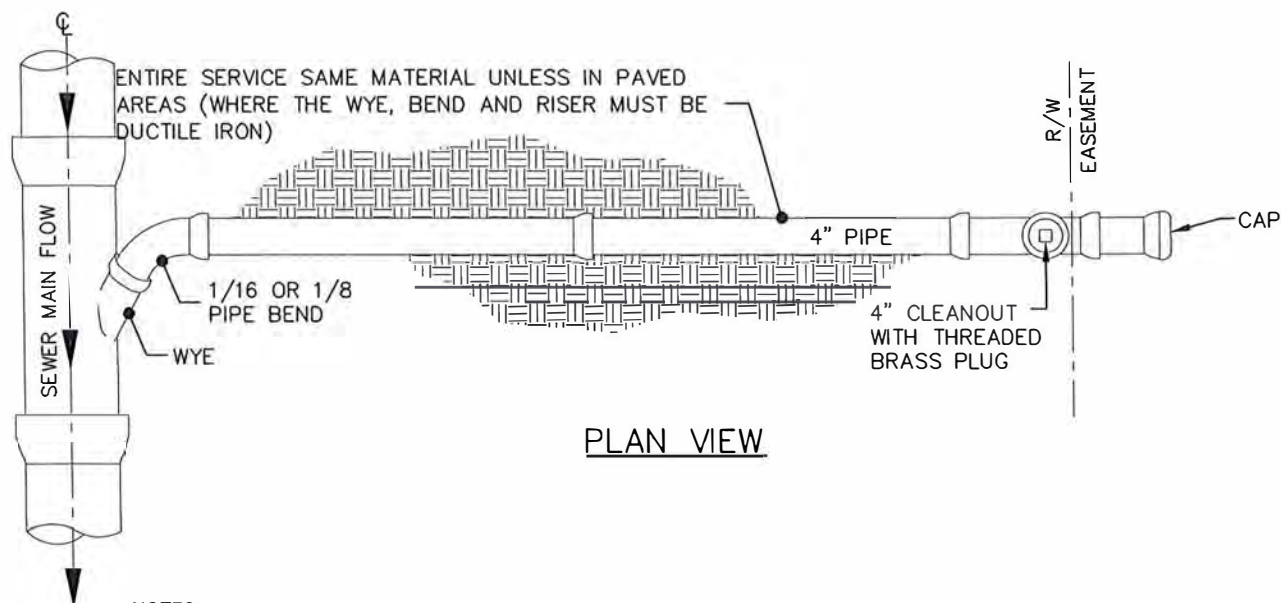 ℄
ENTIRE SERVICE SAME MATERIAL UNLESS IN PAVED
AREAS (WHERE THE WYE, BEND AND RISER MUST BE
DUCTILE IRON)
R/W
EASEMENT
SEWER MAIN FLOW
4" PIPE
CAP
1/16 OR 1/8
PIPE BEND
WYE
4" CLEANOUT
WITH THREADED
BRASS PLUG
PLAN VIEW